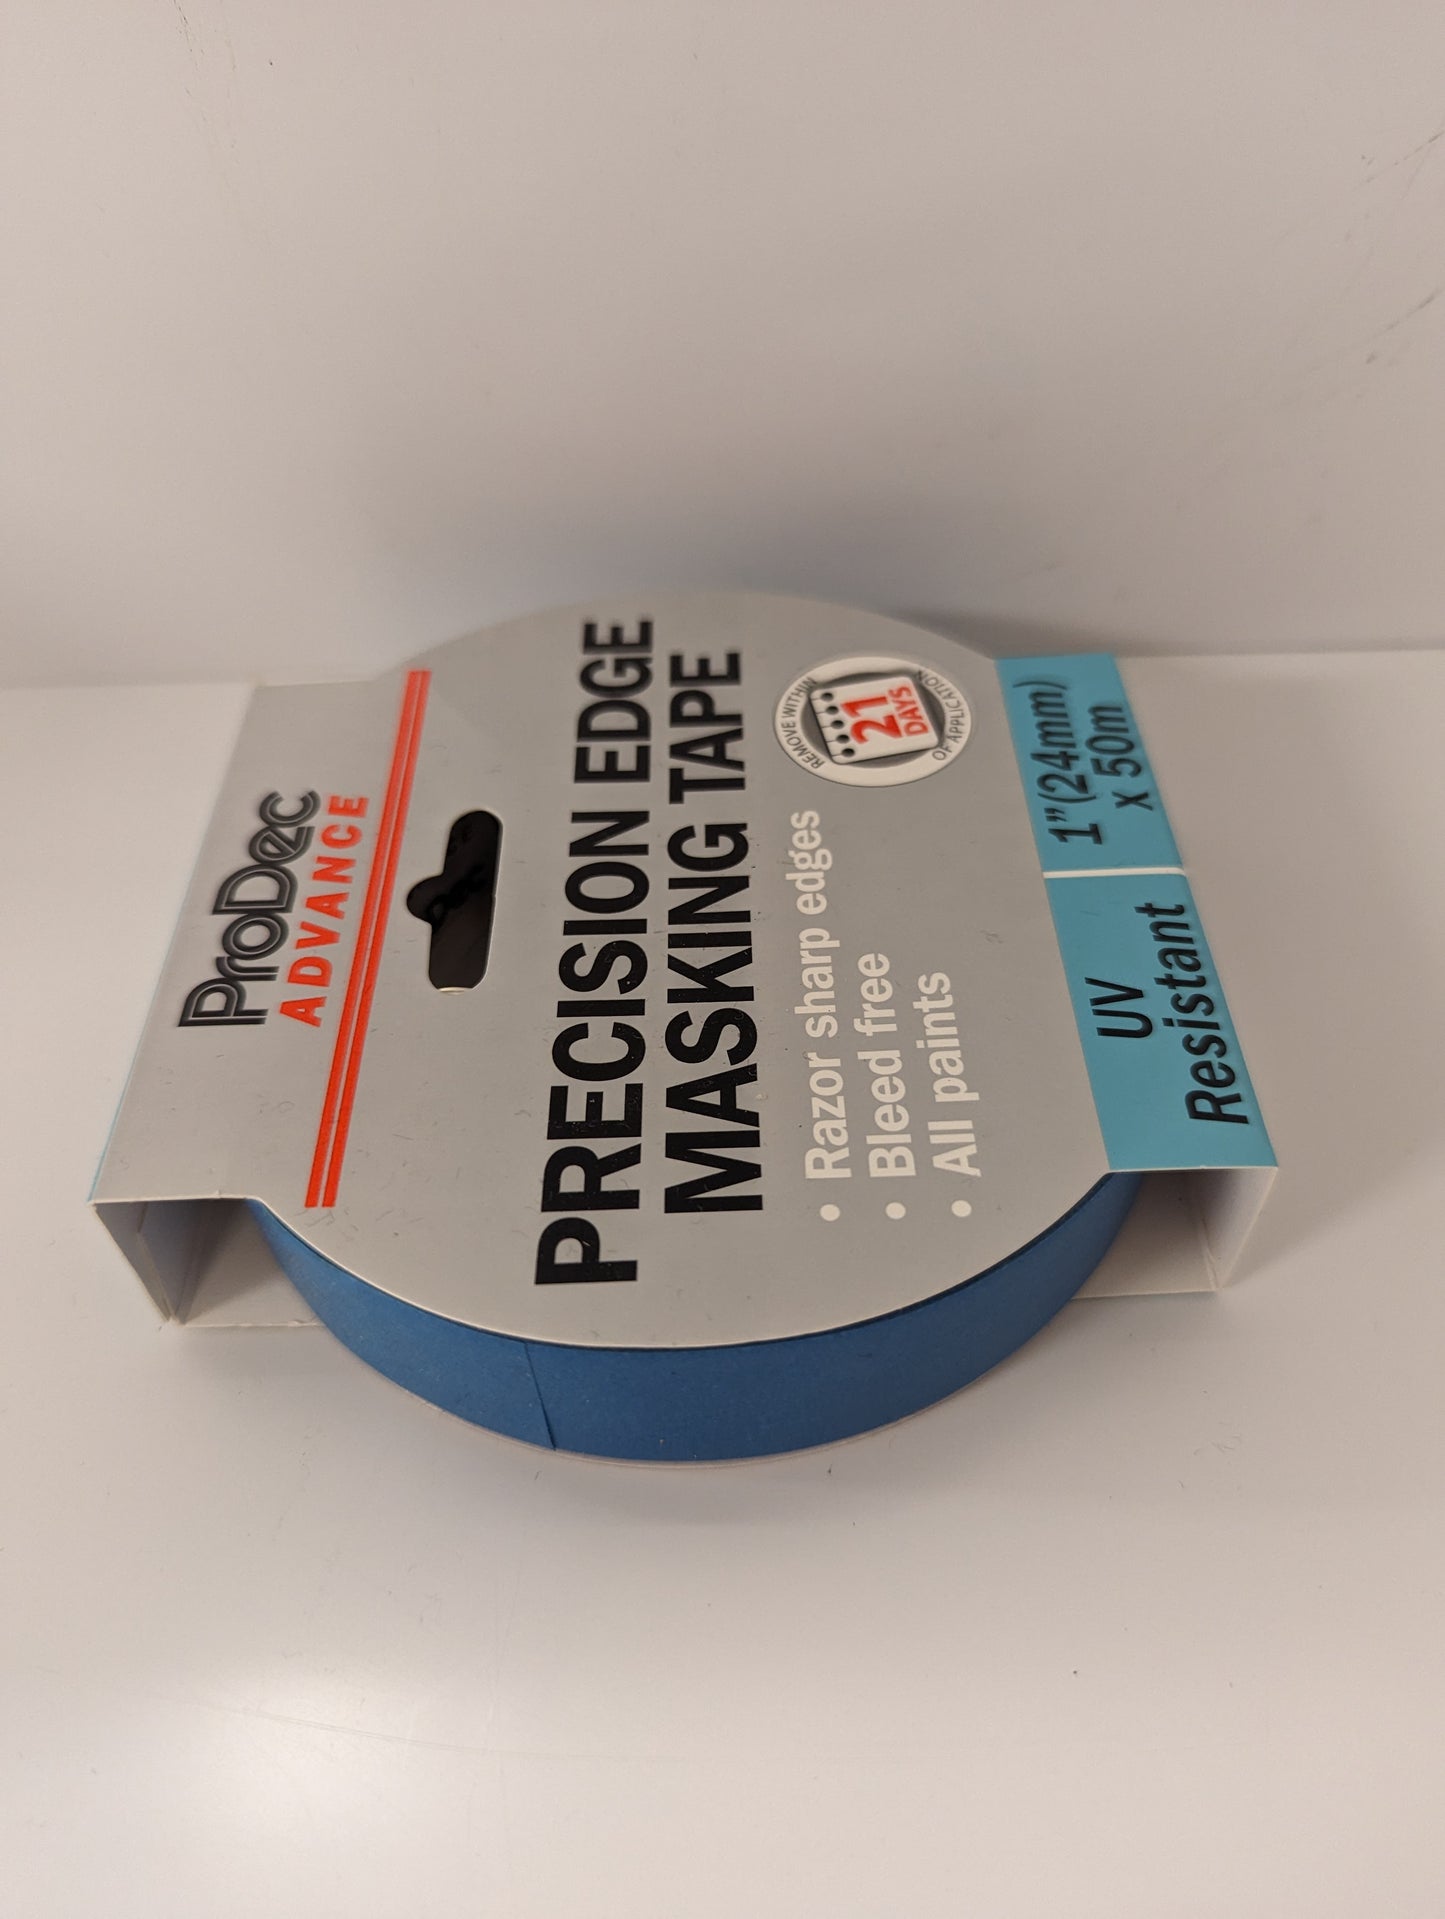 ProDec
ADVANCE
PRECISION EDGE
MASKING TAPE
• Razor sharp edges
• Bleed free
• All paints
REMOVE WITHIN
21
DAYS
OF APPLICATION
UV
Resistant
1"(24mm)
x 50m